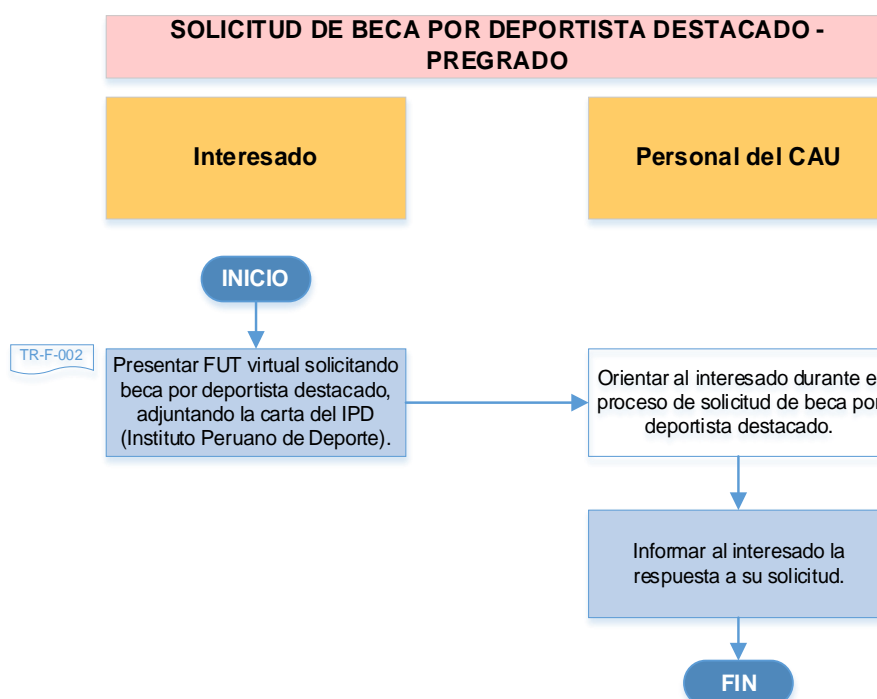 SOLICITUD DE BECA POR DEPORTISTA DESTACADO -
PREGRADO
Interesado
Personal del CAU
INICIO
TR-F-002
Presentar FUT virtual solicitando
beca por deportista destacado,
adjuntando la carta del IPD
(Instituto Peruano de Deporte).
Orientar al interesado durante
proceso de solicitud de beca por
deportista destacado.
Informar al interesado la
respuesta a su solicitud.
FIN